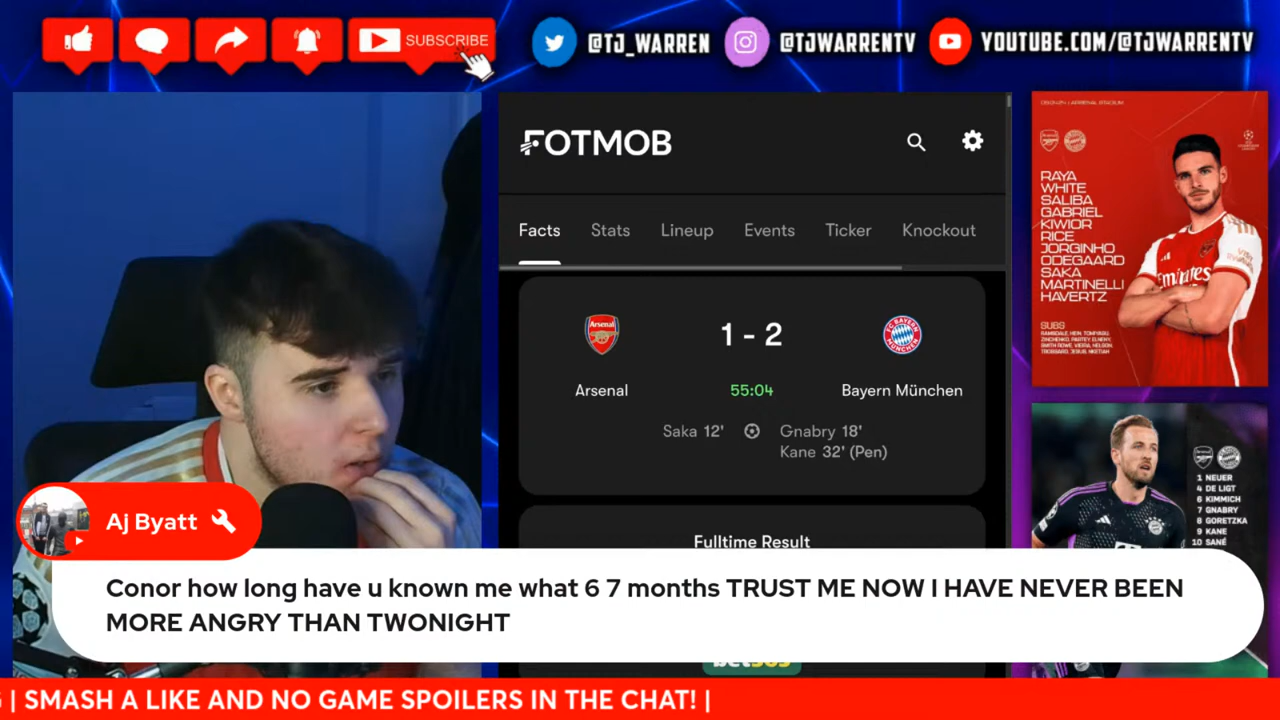 SUBSCRIBE
@TJ_WARREN
@TJWARRENTV
YOUTUBE.COM/@TJWARRENTV
FOTMOB
Facts Stats Lineup Events Ticker Knockout
Arsenal
1 - 2
Arsenal
55:04
Bayern München
Saka 12'
Gnabry 18'
Kane 32' (Pen)
Fulltime Result
bet365
RAYA
WHITE
SALIBA
GABRIEL
KIWIOR
RICE
JORGINHO
ODEGAARD
SAKA
MARTINELLI
HAVERTZ
SUBS
Emirates
1 NEUER
4 DE LIGT
6 KIMMICH
7 GNABRY
8 GORETZKA
9 KANE
10 SANÉ
Aj Byatt
Conor how long have u known me what 6 7 months TRUST ME NOW I HAVE NEVER BEEN
MORE ANGRY THAN TWONIGHT
| SMASH A LIKE AND NO GAME SPOILERS IN THE CHAT! |